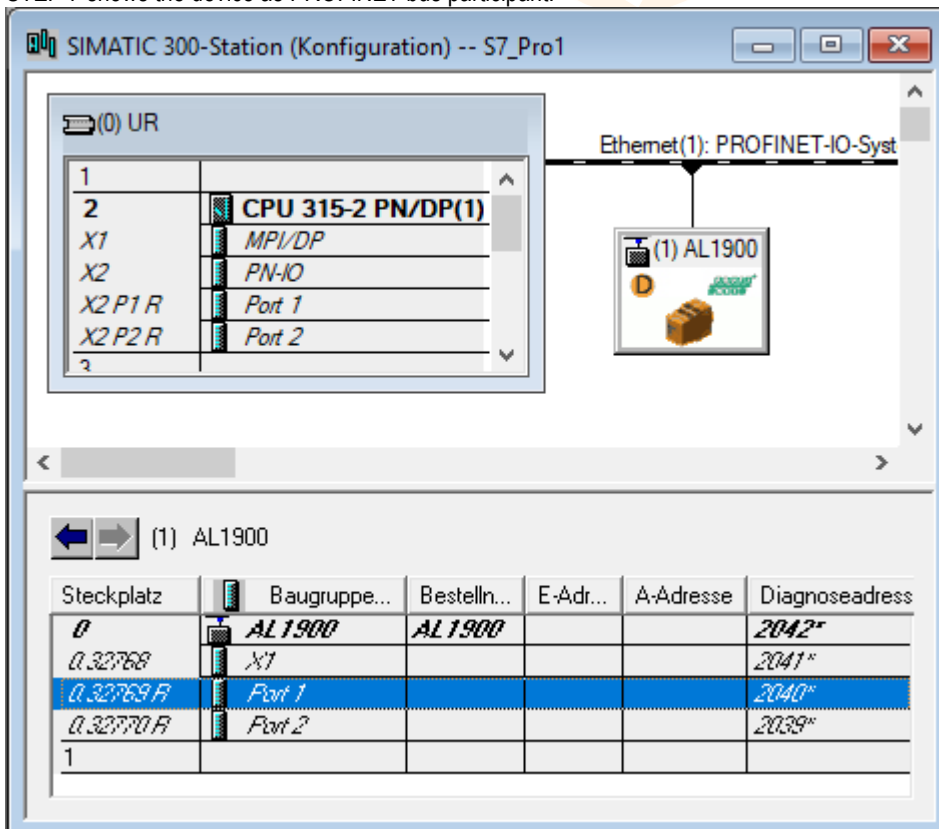 SIMATIC 300-Station (Konfiguration) -- S7_Pro1
(0) UR
1
2 CPU 315-2 PN/DP(1)
X1 MPI/DP
X2 PN-IO
X2 P1 R Port 1
X2 P2 R Port 2
3
Ethernet(1): PROFINET-IO-Syst
(1) AL1900
D
(1) AL1900
Steckplatz Baugruppe... Bestelln... E-Adr... A-Adresse Diagnoseadress
0 AL1900 AL1900 2042*
0.32768 X1 2041*
0.32769 R Port 1 2040*
0.32770 R Port 2 2039*
1